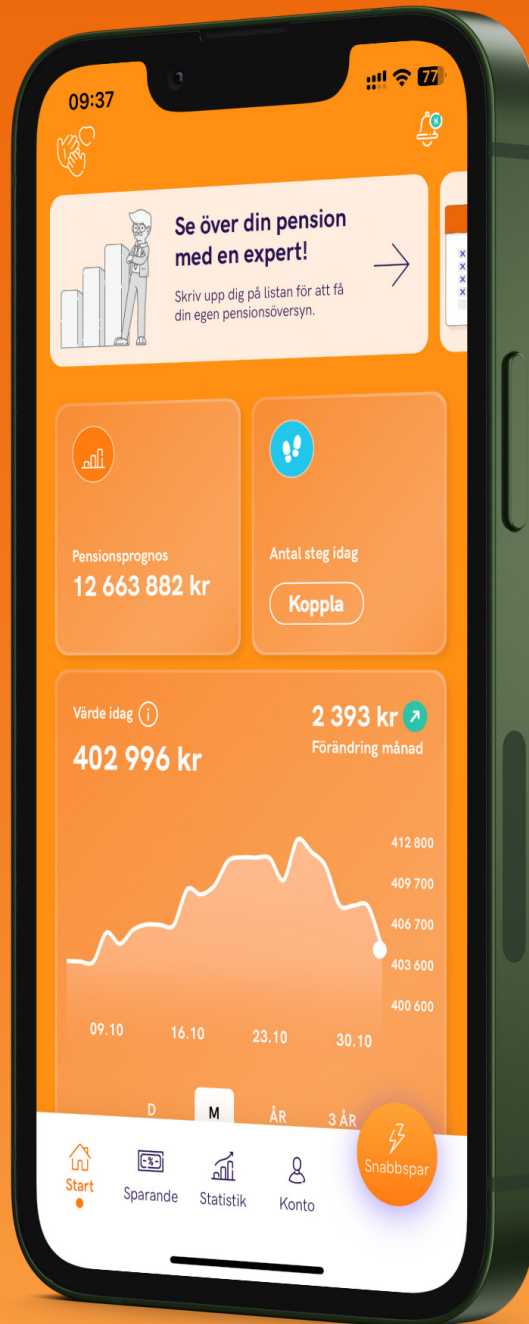 09:37
77
Se över din pension
med en expert!
Skriv upp dig på listan för att få
din egen pensionsöversyn.
Pensionsprognos
12 663 882 kr
Antal steg idag
Koppla
Värde idag
402 996 kr
2 393 kr
Förändring månad
412 800
409 700
406 700
403 600
400 600
09.10
16.10
23.10
30.10
D
M
ÅR
3 ÅR
Start
Sparande
Statistik
Konto
Snabbspar